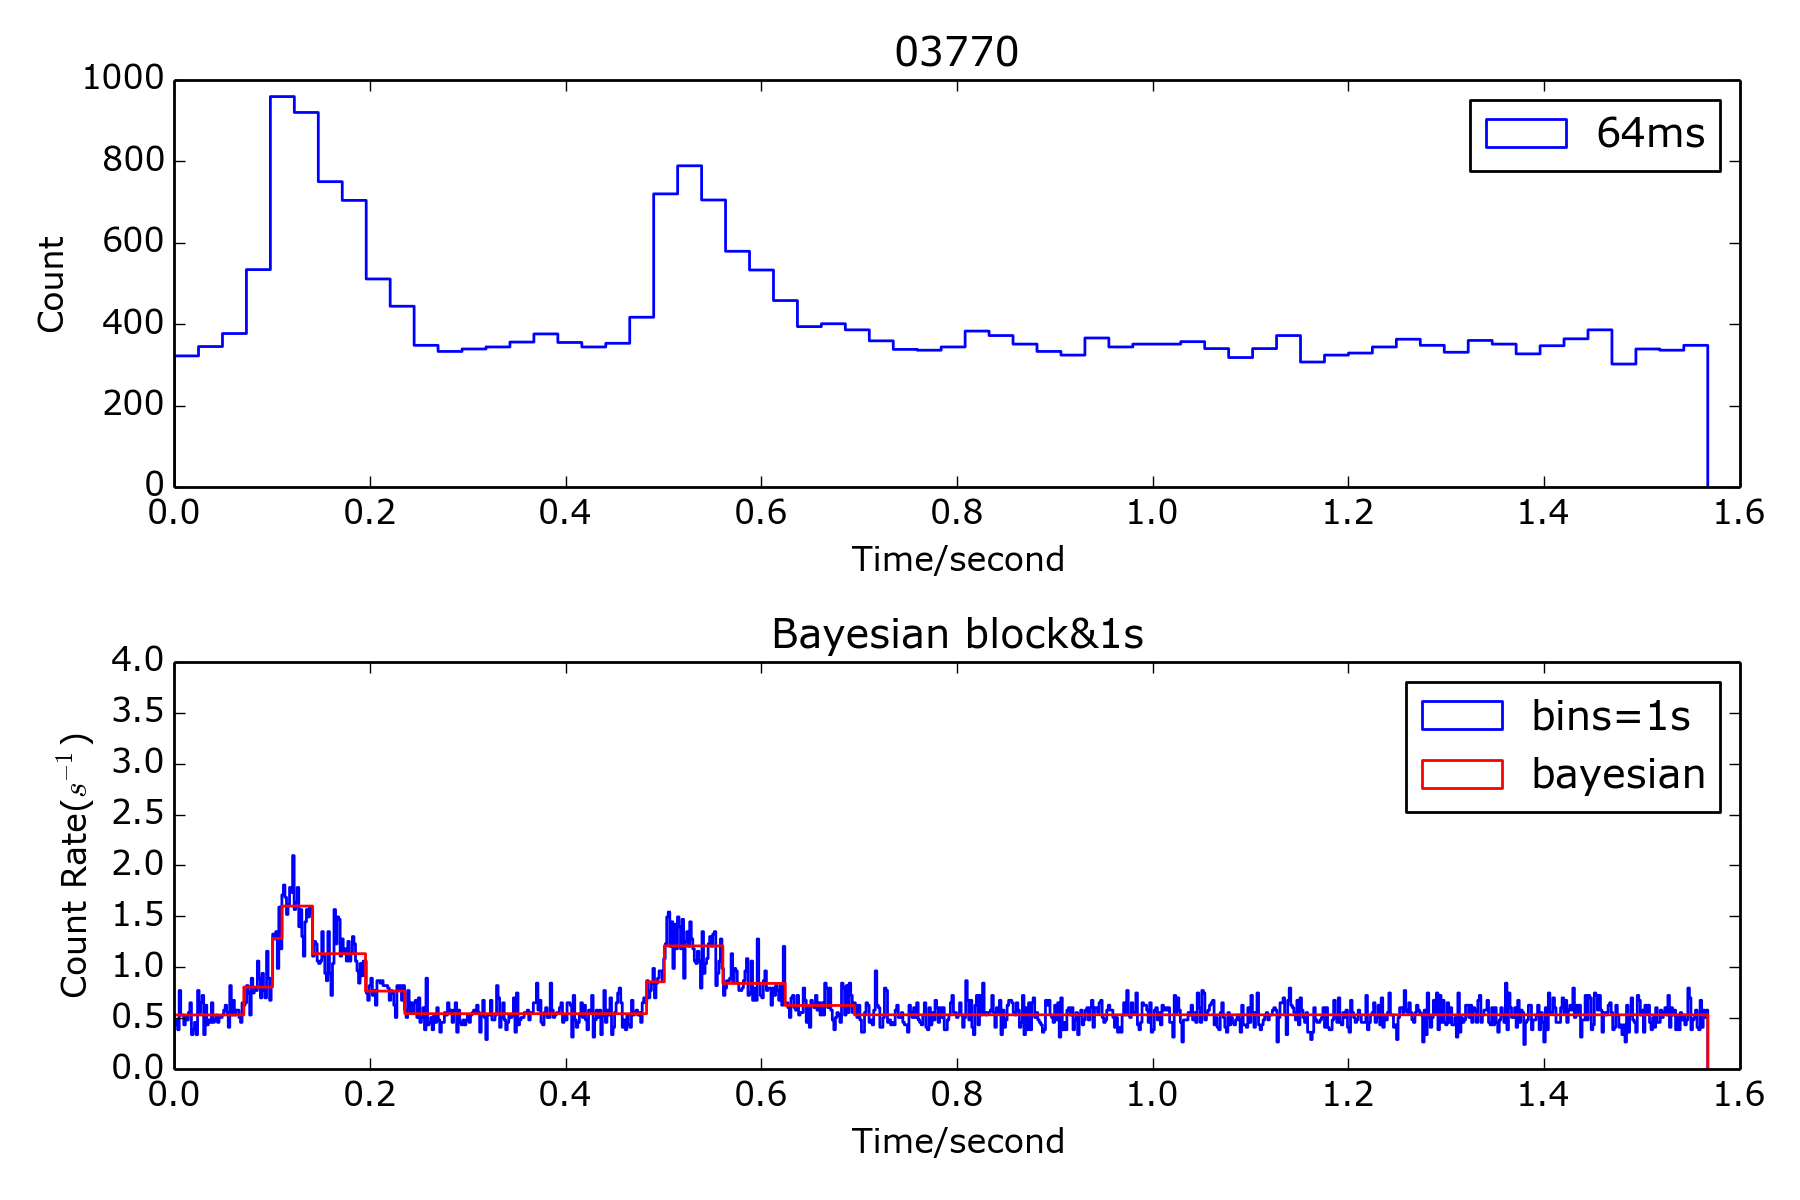 03770
1000
800
600
400
200
0
Count
64ms
0.0 0.2 0.4 0.6 0.8 1.0 1.2 1.4 1.6
Time/second
Bayesian block&1s
4.0
3.5
3.0
2.5
2.0
1.5
1.0
0.5
0.0
Count Rate(s⁻¹)
bins=1s
bayesian
0.0 0.2 0.4 0.6 0.8 1.0 1.2 1.4 1.6
Time/second